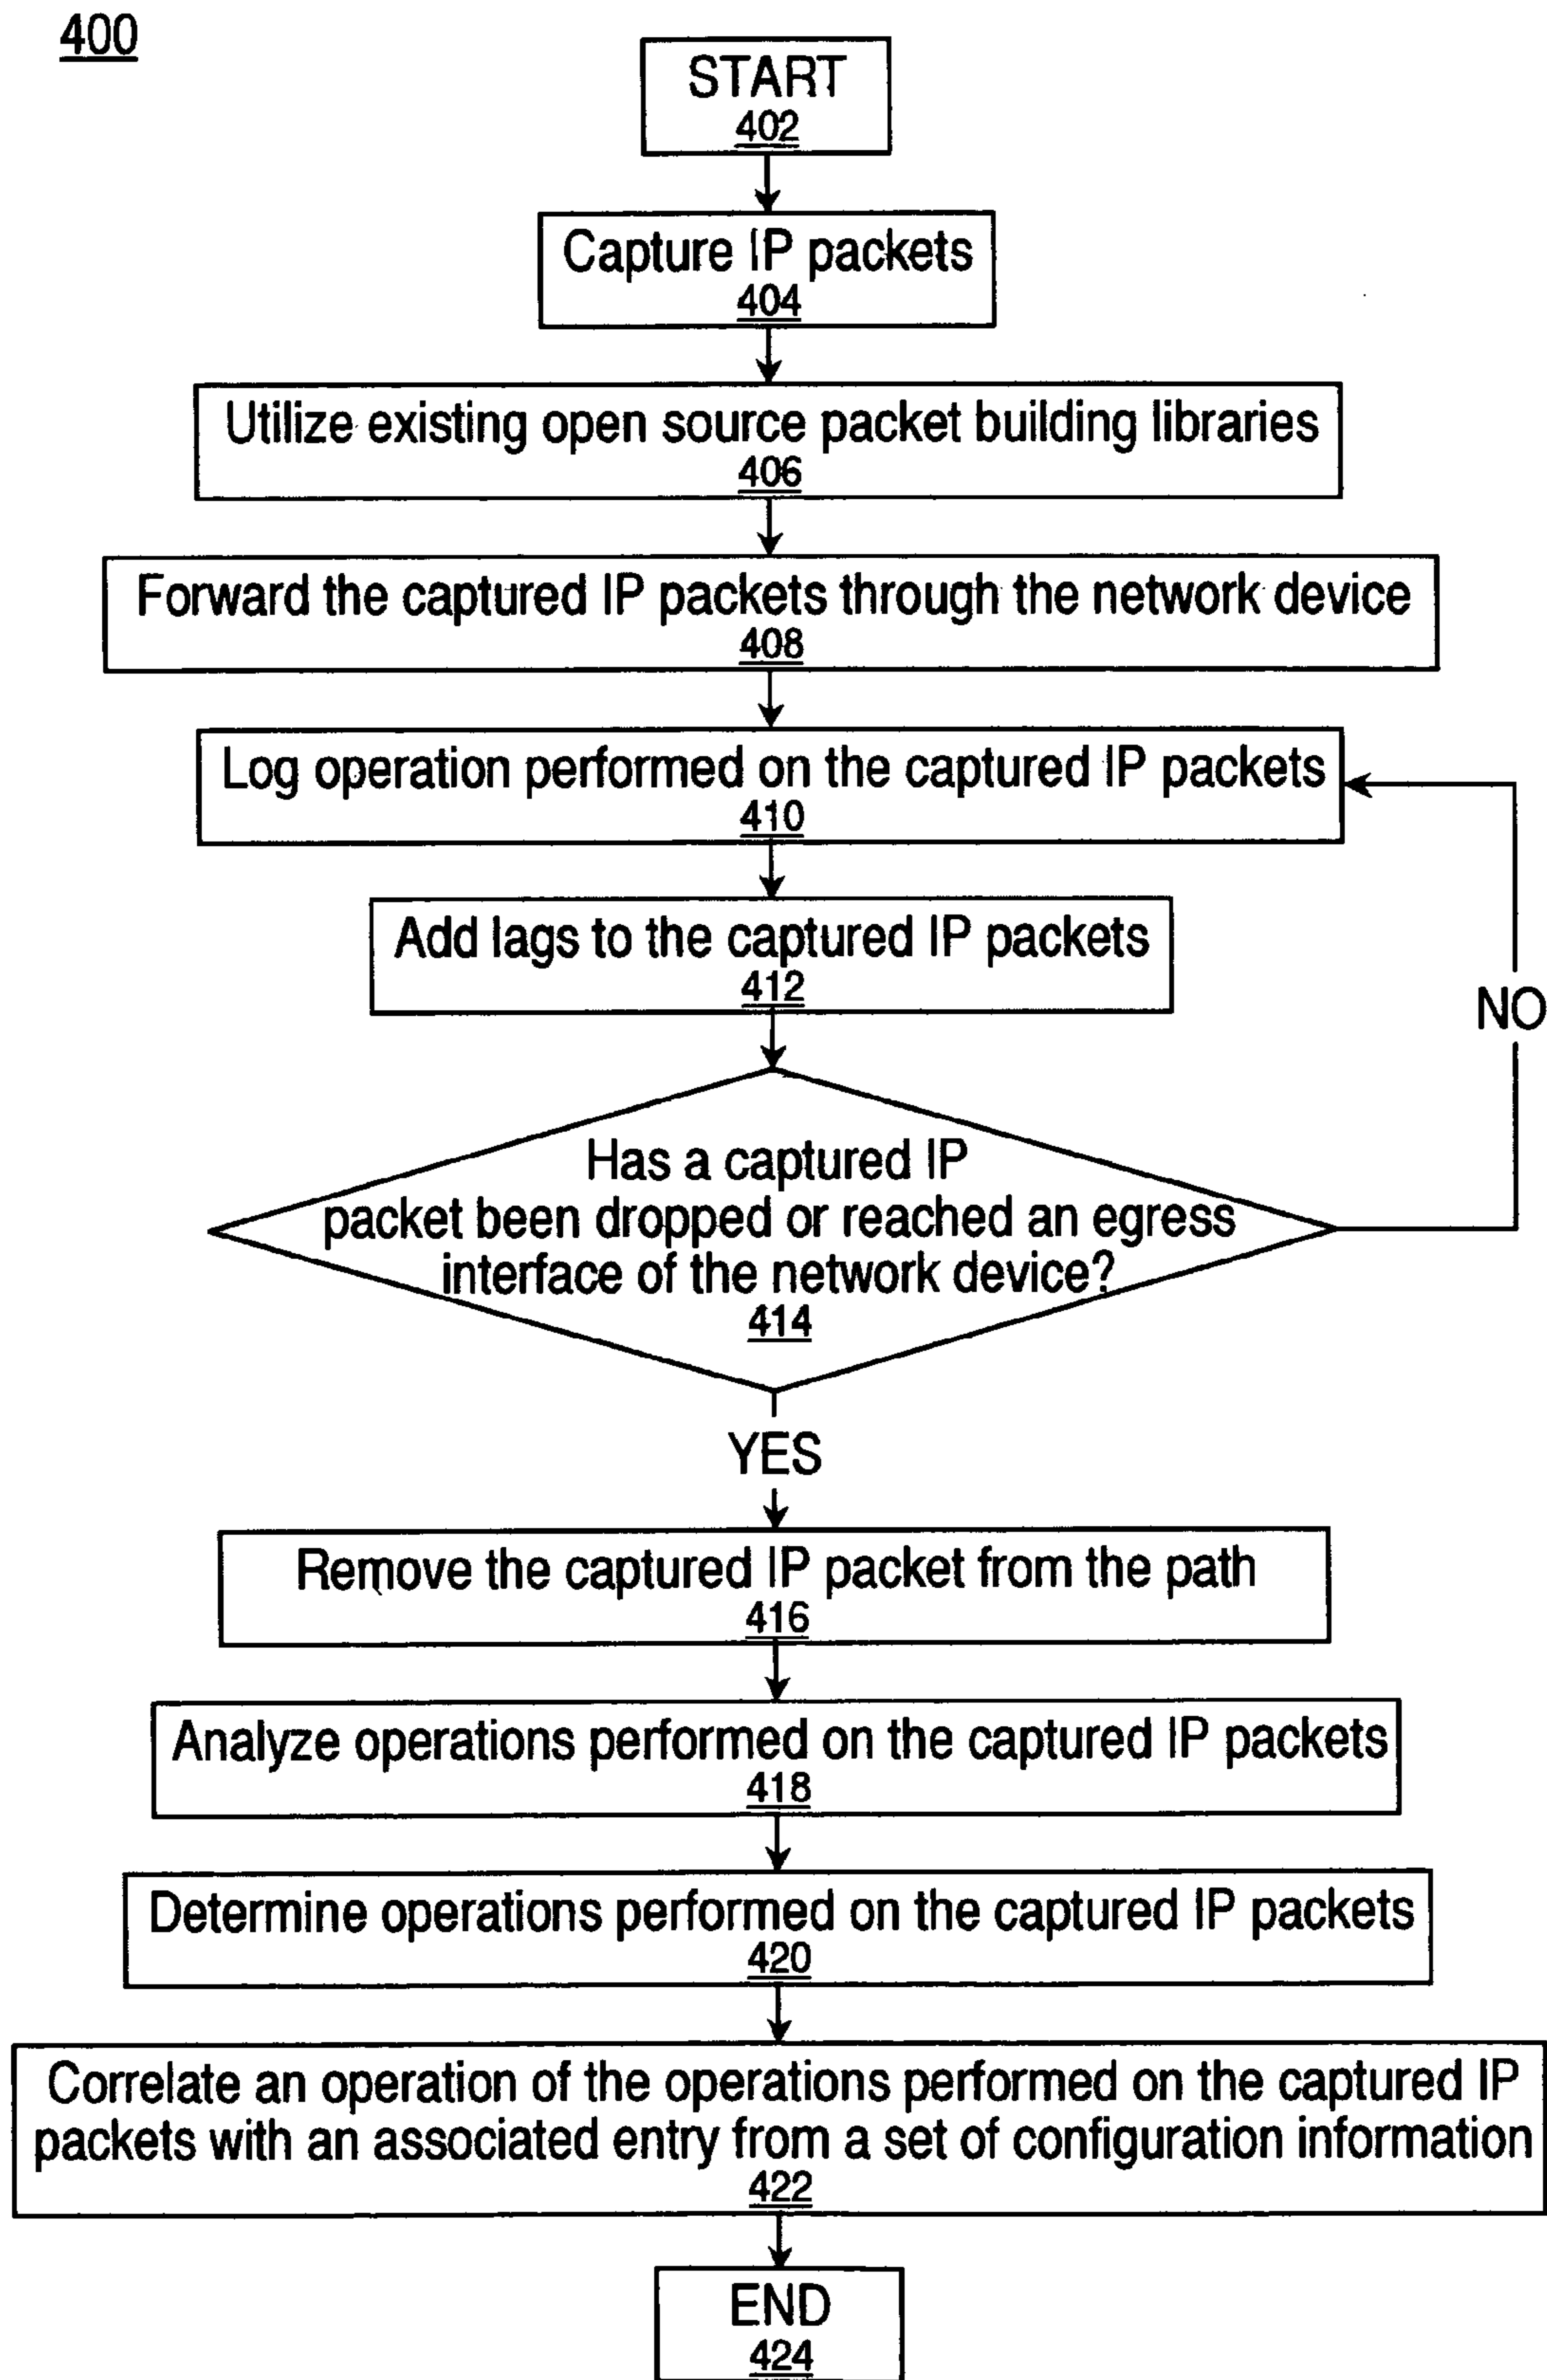 400
START
402
Capture IP packets
404
Utilize existing open source packet building libraries
406
Forward the captured IP packets through the network device
408
Log operation performed on the captured IP packets
410
Add lags to the captured IP packets
412
NO
Has a captured IP
packet been dropped or reached an egress
interface of the network device?
414
YES
Remove the captured IP packet from the path
416
Analyze operations performed on the captured IP packets
418
Determine operations performed on the captured IP packets
420
Correlate an operation of the operations performed on the captured IP
packets with an associated entry from a set of configuration information
422
END
424